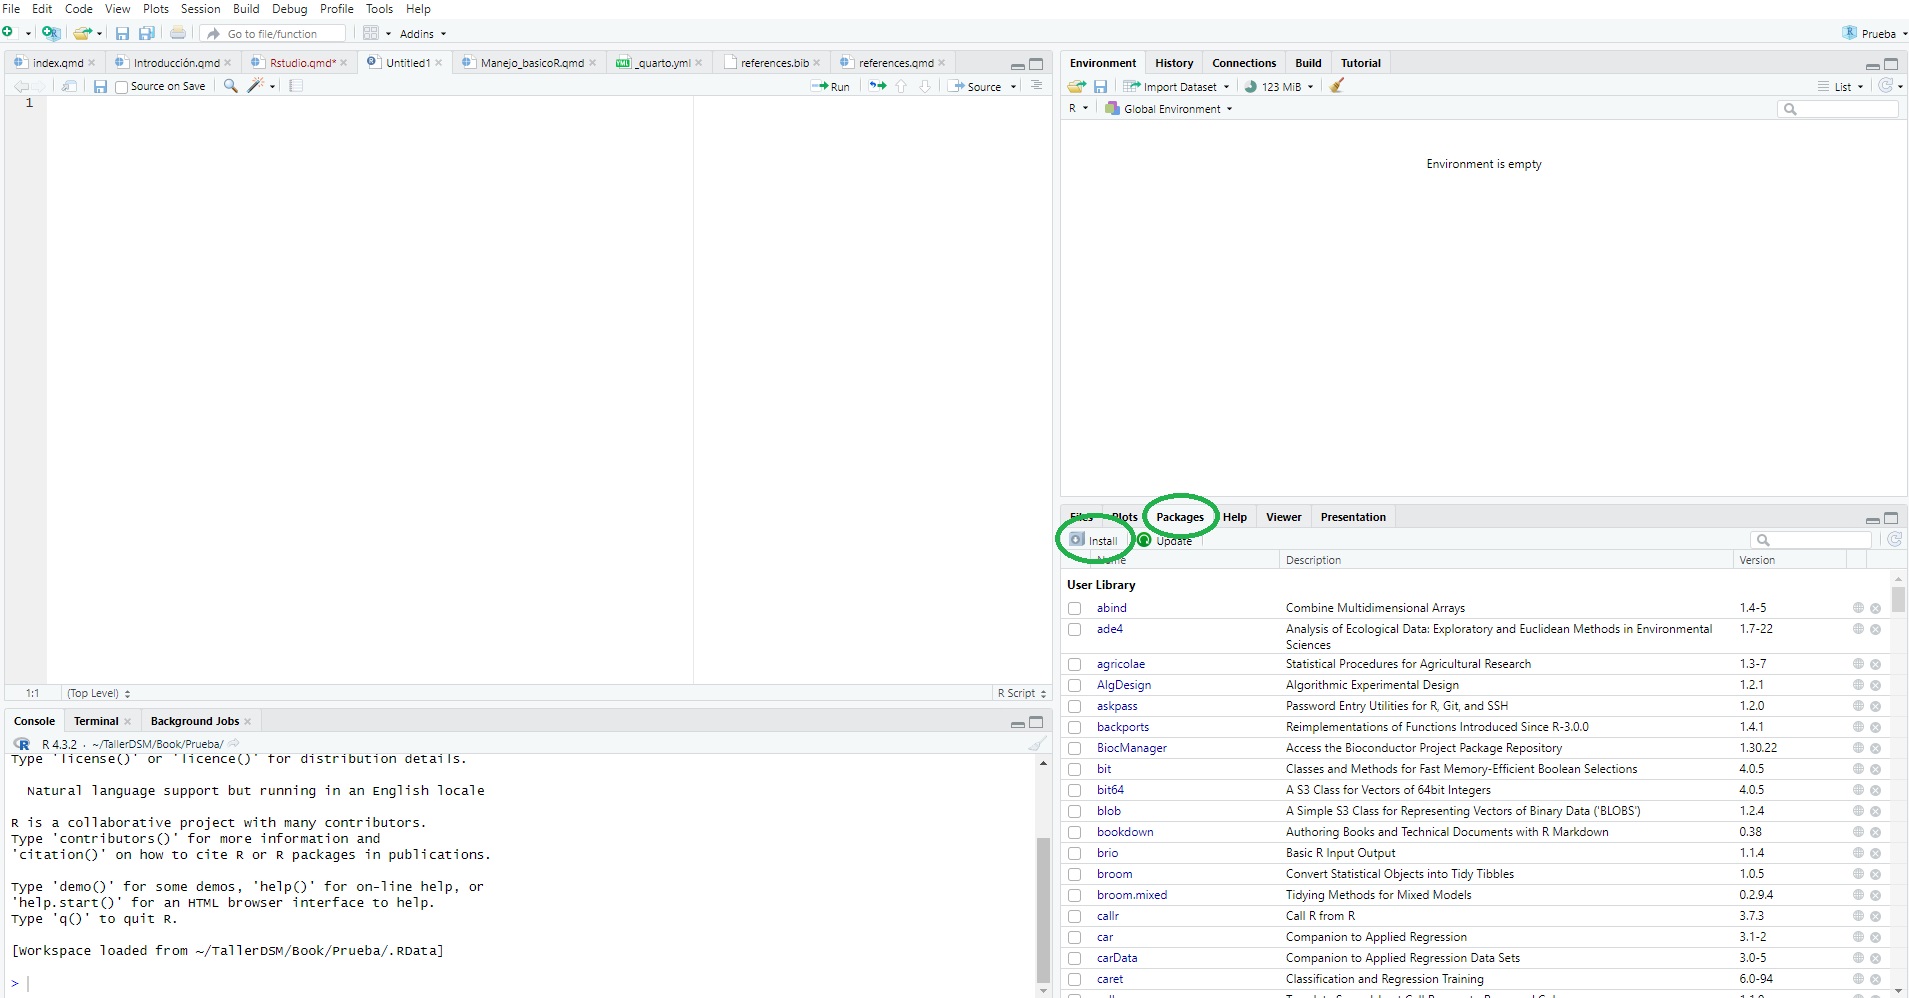 File Edit Code View Plots Session Build Debug Profile Tools Help
Go to file/function Addins Prueba
index.qmd Introducción.qmd Rstudio.qmd* Untitled1 Manejo_basicoR.qmd _quarto.yml references.bib references.qmd
Source on Save Run Source
1
1:1 (Top Level) R Script
Console Terminal Background Jobs
R 4.3.2 · ~/TallerDSM/Book/Prueba/
Type 'license()' or 'licence()' for distribution details.
Natural language support but running in an English locale
R is a collaborative project with many contributors.
Type 'contributors()' for more information and
'citation()' on how to cite R or R packages in publications.
Type 'demo()' for some demos, 'help()' for on-line help, or
'help.start()' for an HTML browser interface to help.
Type 'q()' to quit R.
[Workspace loaded from ~/TallerDSM/Book/Prueba/.RData]
>
Environment History Connections Build Tutorial
Import Dataset 123 MiB List
R Global Environment
Environment is empty
Files Plots Packages Help Viewer Presentation
Install Update
Name Description Version
User Library
abind Combine Multidimensional Arrays 1.4-5
ade4 Analysis of Ecological Data: Exploratory and Euclidean Methods in Environmental 1.7-22
Sciences
agricolae Statistical Procedures for Agricultural Research 1.3-7
AlgDesign Algorithmic Experimental Design 1.2.1
askpass Password Entry Utilities for R, Git, and SSH 1.2.0
backports Reimplementations of Functions Introduced Since R-3.0.0 1.4.1
BiocManager Access the Bioconductor Project Package Repository 1.30.22
bit Classes and Methods for Fast Memory-Efficient Boolean Selections 4.0.5
bit64 A S3 Class for Vectors of 64bit Integers 4.0.5
blob A Simple S3 Class for Representing Vectors of Binary Data ('BLOBS') 1.2.4
bookdown Authoring Books and Technical Documents with R Markdown 0.38
brio Basic R Input Output 1.1.4
broom Convert Statistical Objects into Tidy Tibbles 1.0.5
broom.mixed Tidying Methods for Mixed Models 0.2.9.4
callr Call R from R 3.7.3
car Companion to Applied Regression 3.1-2
carData Companion to Applied Regression Data Sets 3.0-5
caret Classification and Regression Training 6.0-94